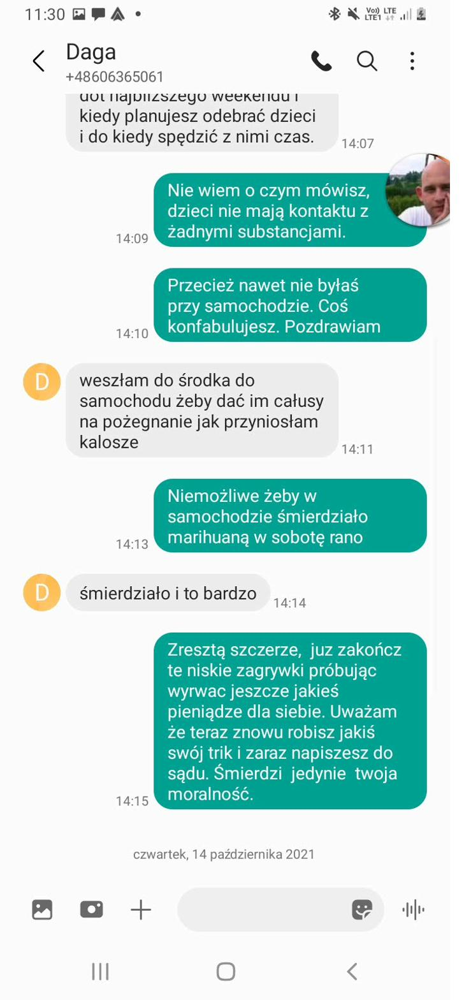 11:30
Vo)) LTE
LTE1
Daga
+48606365061
dot najbliższego weekendu i
kiedy planujesz odebrać dzieci
i do kiedy spędzić z nimi czas.
14:07
Nie wiem o czym mówisz,
dzieci nie mają kontaktu z
żadnymi substancjami.
14:09
Przecież nawet nie byłaś
przy samochodzie. Coś
konfabulujesz. Pozdrawiam
14:10
D
weszłam do środka do
samochodu żeby dać im całusy
na pożegnanie jak przyniosłam
kalosze
14:11
Niemożliwe żeby w
samochodzie śmierdziało
marihuaną w sobotę rano
14:13
D
śmierdziało i to bardzo
14:14
Zresztą szczerze,  juz zakończ
te niskie zagrywki próbując
wyrwac jeszcze jakieś
pieniądze dla siebie. Uważam
że teraz znowu robisz jakiś
swój trik i zaraz napiszesz do
sądu. Śmierdzi  jedynie  twoja
moralność.
14:15
czwartek, 14 października 2021